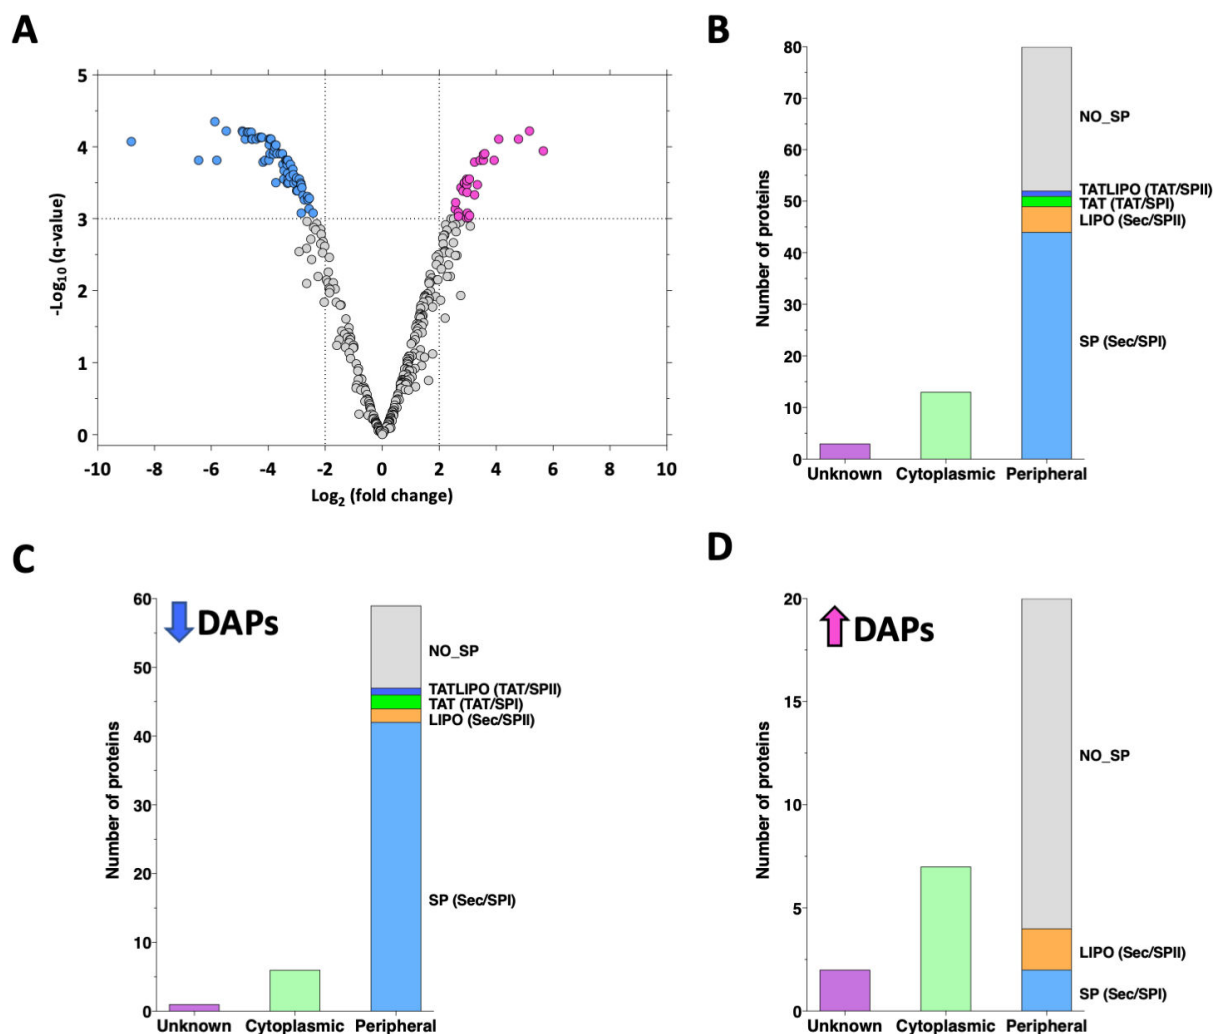 A
5
4
3
2
1
0
-Log10 (q-value)
-10 -8 -6 -4 -2 0 2 4 6 8 10
Log2 (fold change)
B
80
70
60
50
40
30
20
10
0
Number of proteins
NO_SP
TATLIPO (TAT/SPII)
TAT (TAT/SPI)
LIPO (Sec/SPII)
SP (Sec/SPI)
Unknown Cytoplasmic Peripheral
C
DAPs
60
50
40
30
20
10
0
Number of proteins
NO_SP
TATLIPO (TAT/SPII)
TAT (TAT/SPI)
LIPO (Sec/SPII)
SP (Sec/SPI)
Unknown Cytoplasmic Peripheral
D
DAPs
20
15
10
5
0
Number of proteins
NO_SP
LIPO (Sec/SPII)
SP (Sec/SPI)
Unknown Cytoplasmic Peripheral